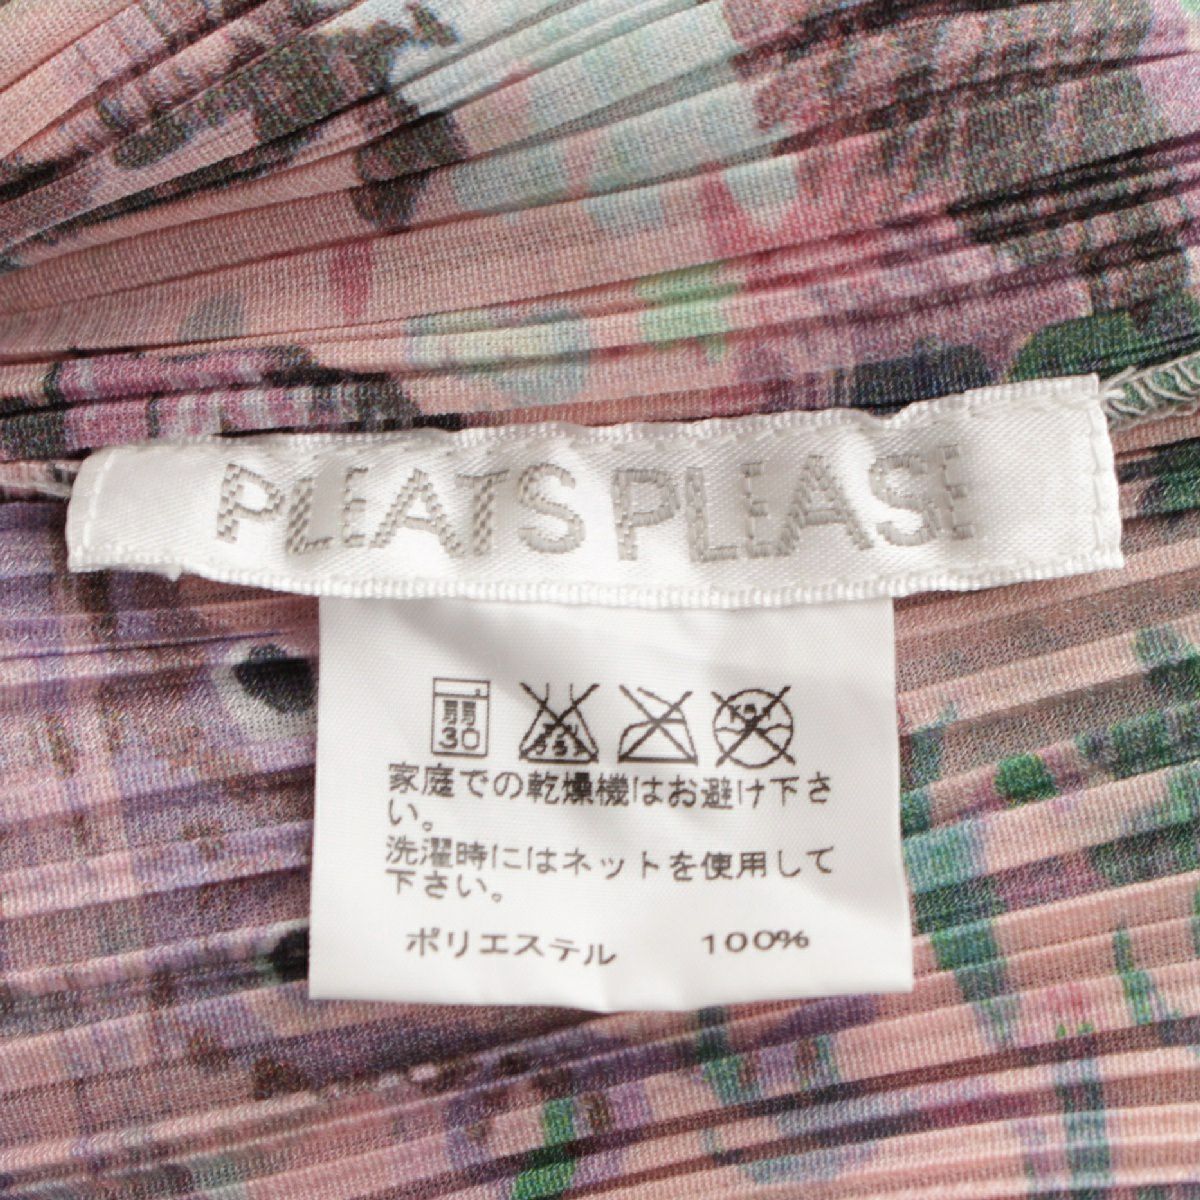 PLEATS PLEASE
弱
30
家庭での乾燥機はお避け下さ
い。
洗濯時にはネットを使用して
下さい。
ポリエステル 100%